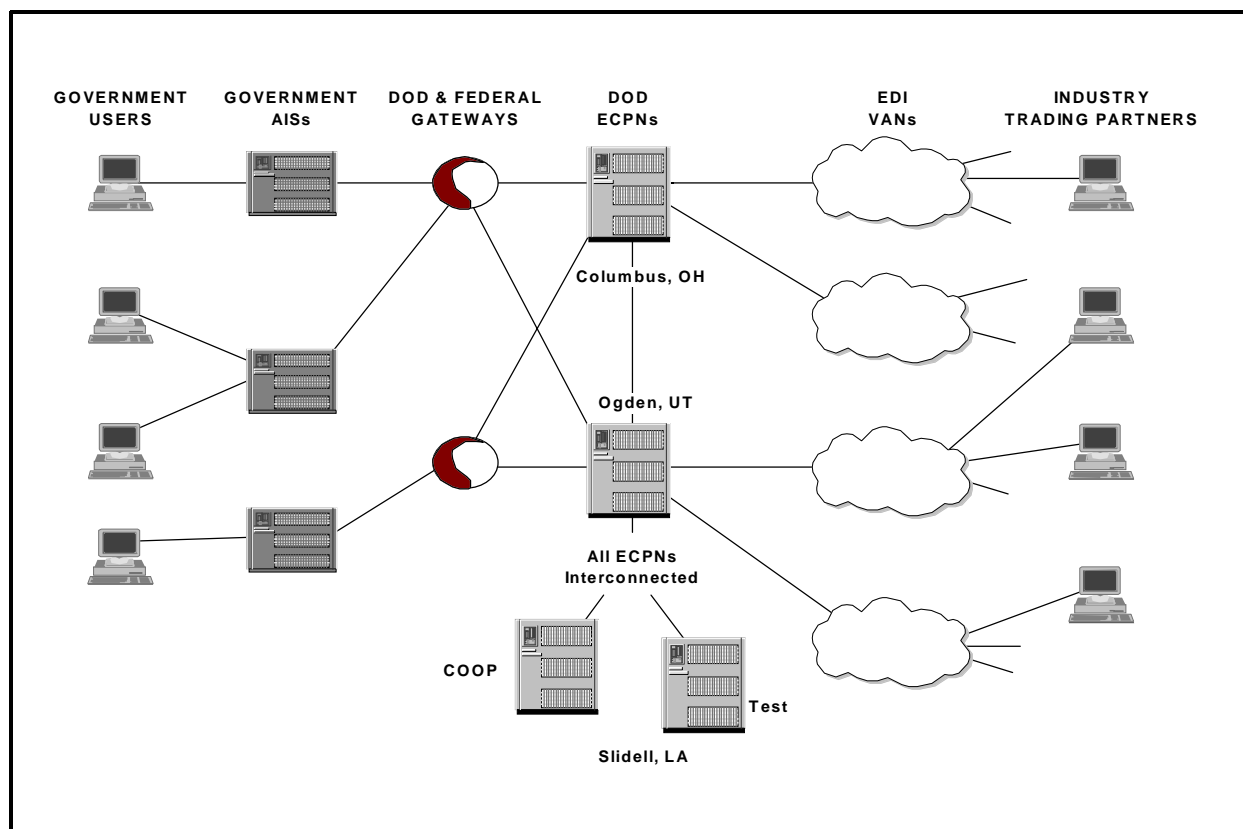 GOVERNMENT USERS
GOVERNMENT AISs
DOD & FEDERAL GATEWAYS
DOD ECPNs
EDI VANs
INDUSTRY TRADING PARTNERS
Columbus, OH
Ogden, UT
All ECPNs
Interconnected
COOP
Test
Slidell, LA